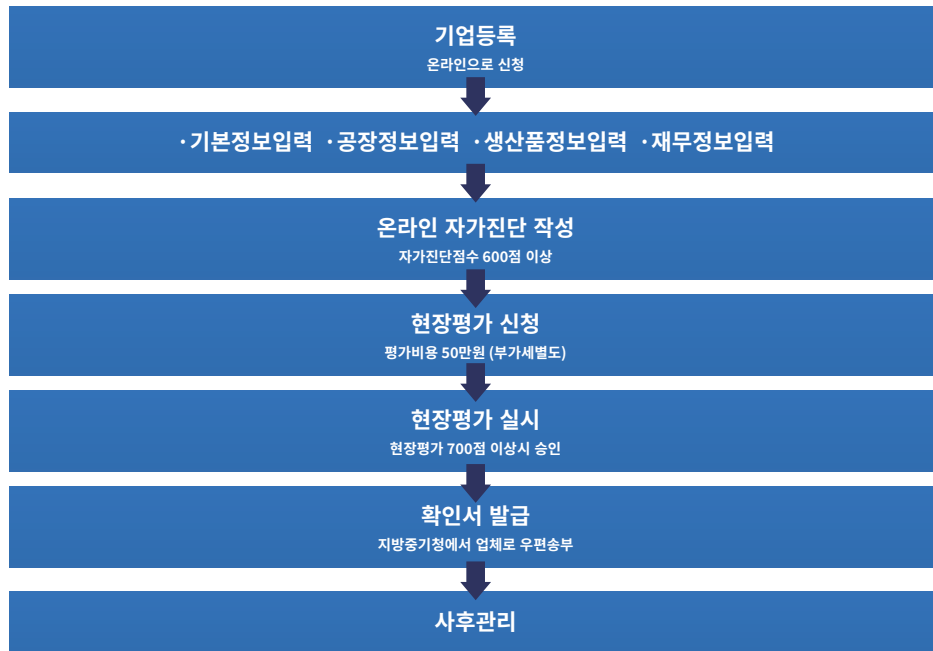 기업등록
온라인으로 신청
·기본정보입력 ·공장정보입력 ·생산품정보입력 ·재무정보입력
온라인 자가진단 작성
자가진단점수 600점 이상
현장평가 신청
평가비용 50만원 (부가세별도)
현장평가 실시
현장평가 700점 이상시 승인
확인서 발급
지방중기청에서 업체로 우편송부
사후관리